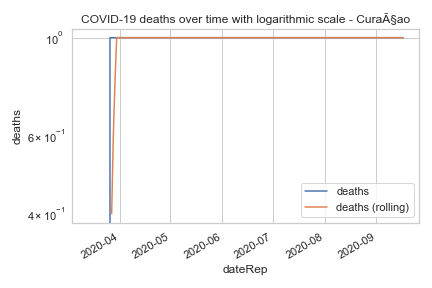 COVID-19 deaths over time with logarithmic scale - CuraÃ§ao
10⁰
6 × 10⁻¹
4 × 10⁻¹
deaths
deaths
deaths (rolling)
2020-04
2020-05
2020-06
2020-07
2020-08
2020-09
dateRep